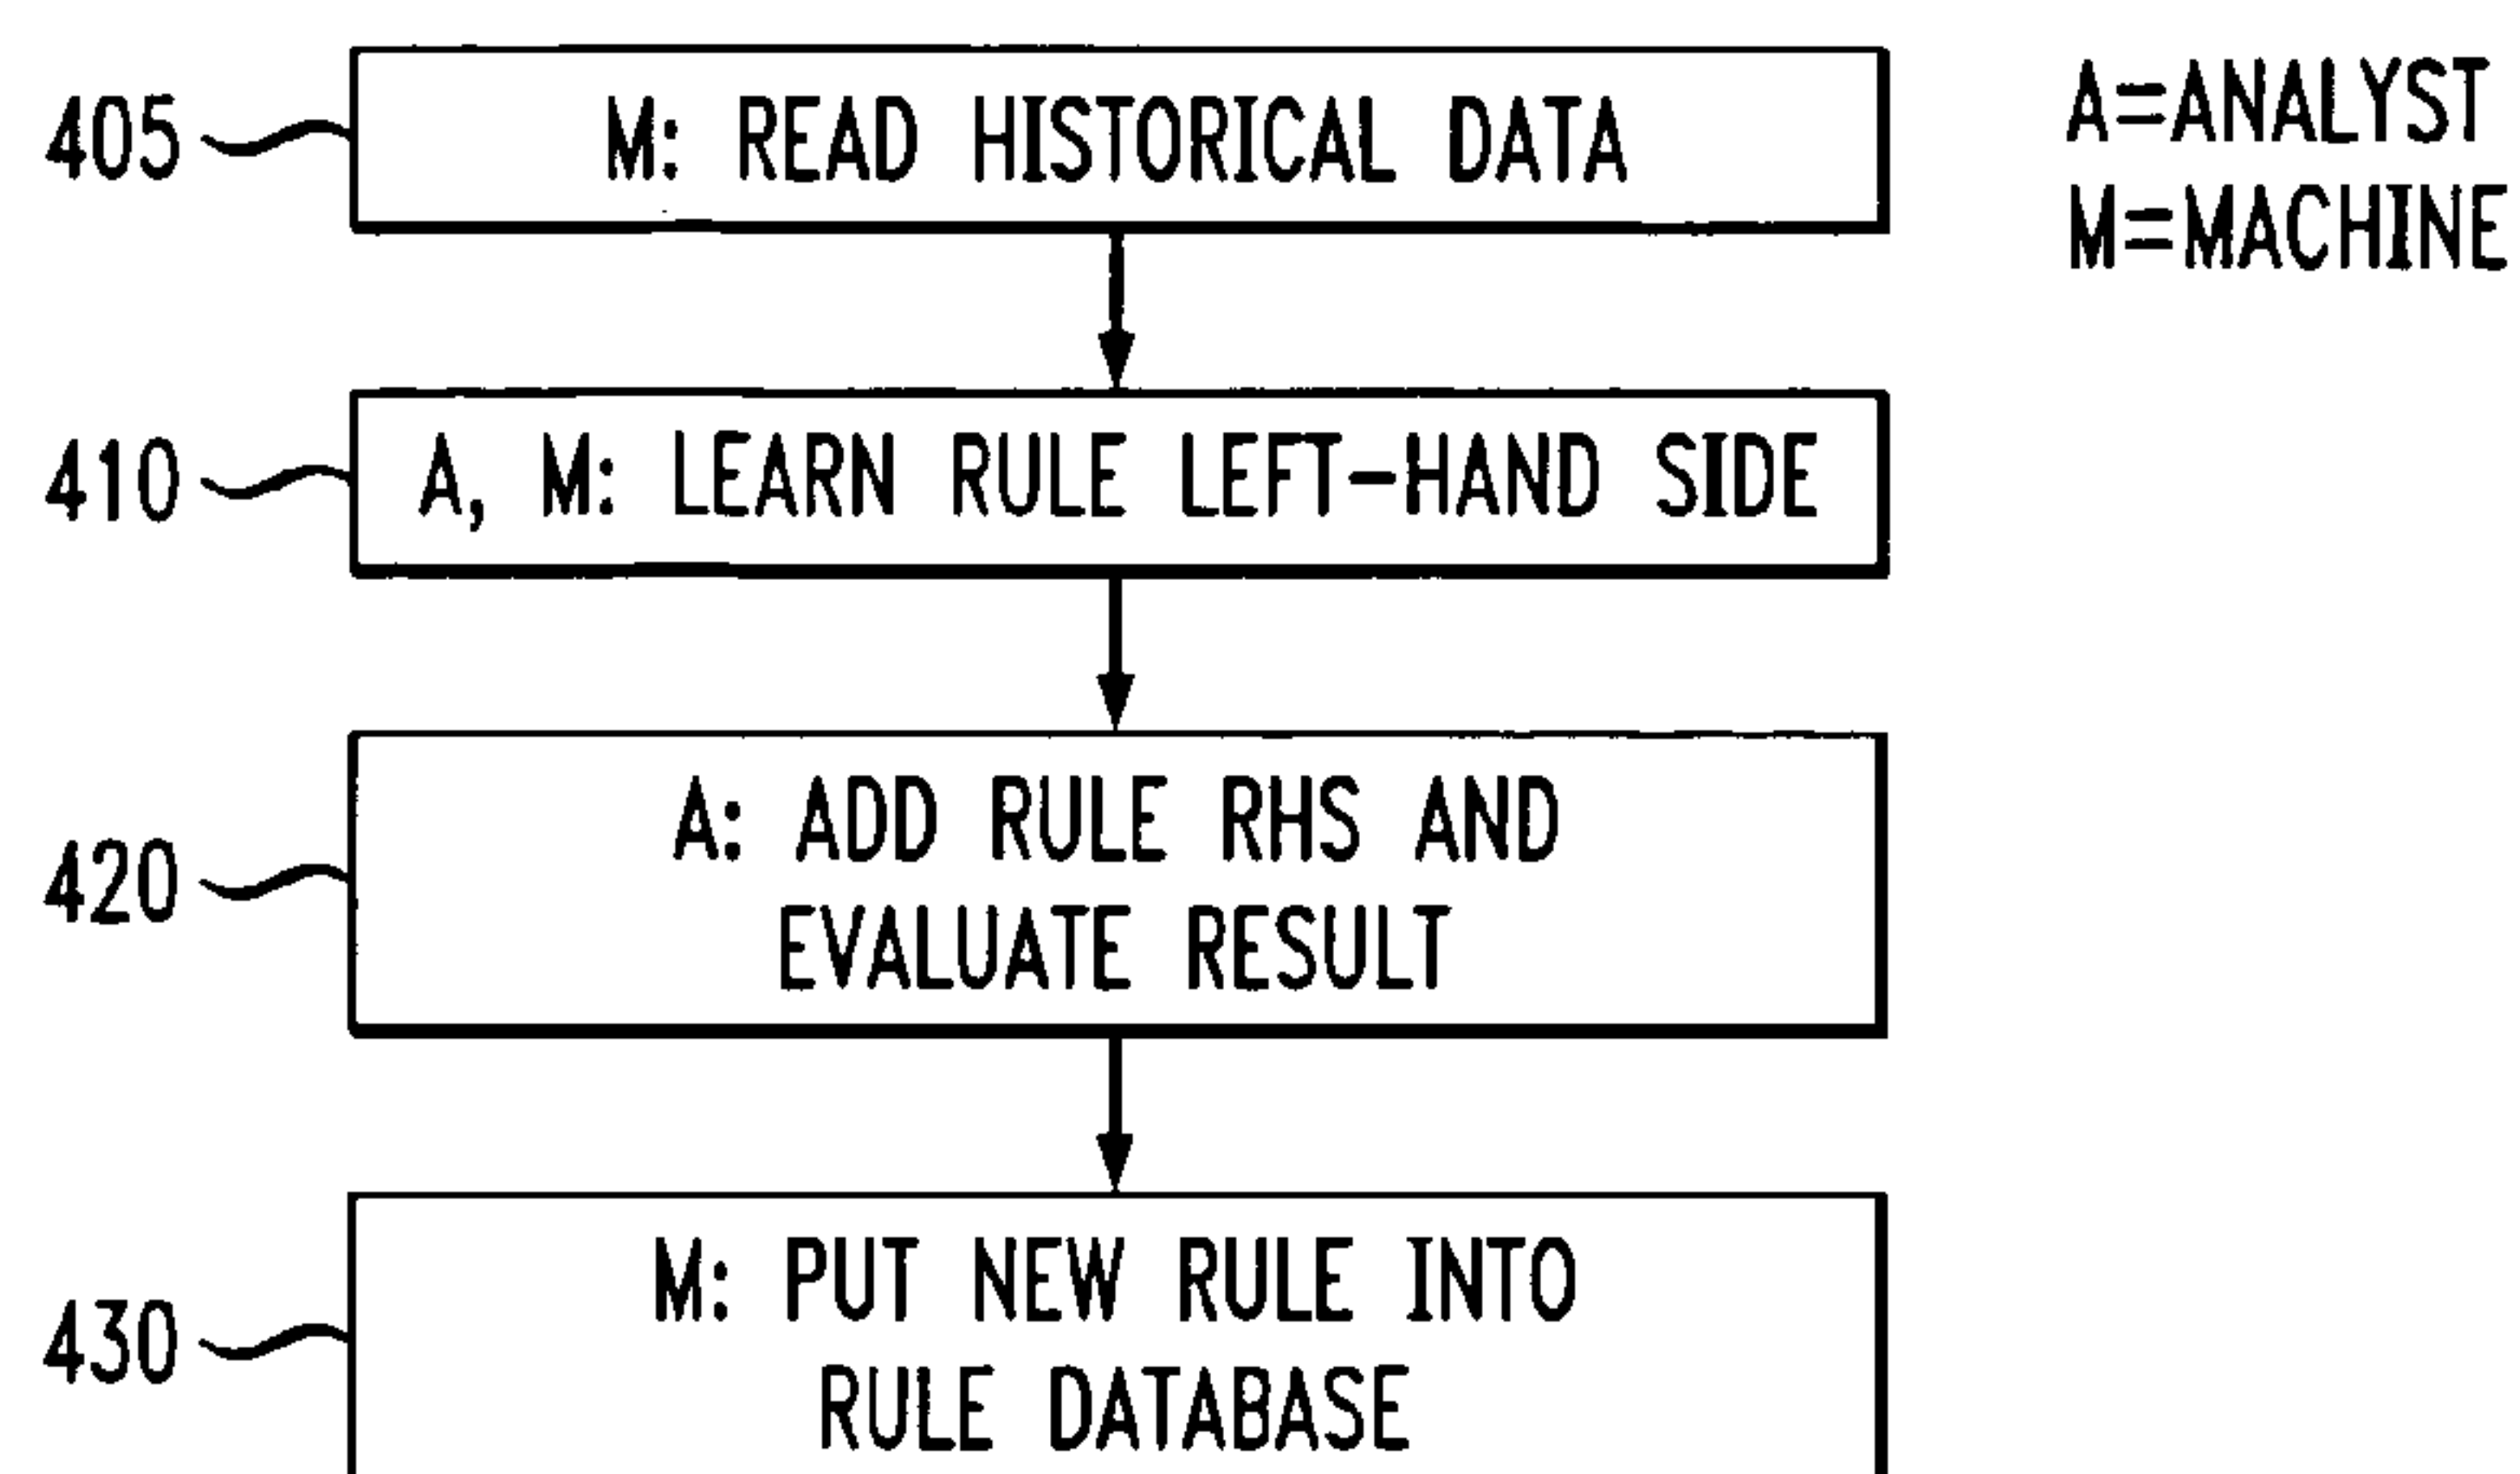 405 M: READ HISTORICAL DATA
A=ANALYST
M=MACHINE
410 A, M: LEARN RULE LEFT-HAND SIDE
420 A: ADD RULE RHS AND
EVALUATE RESULT
430 M: PUT NEW RULE INTO
RULE DATABASE